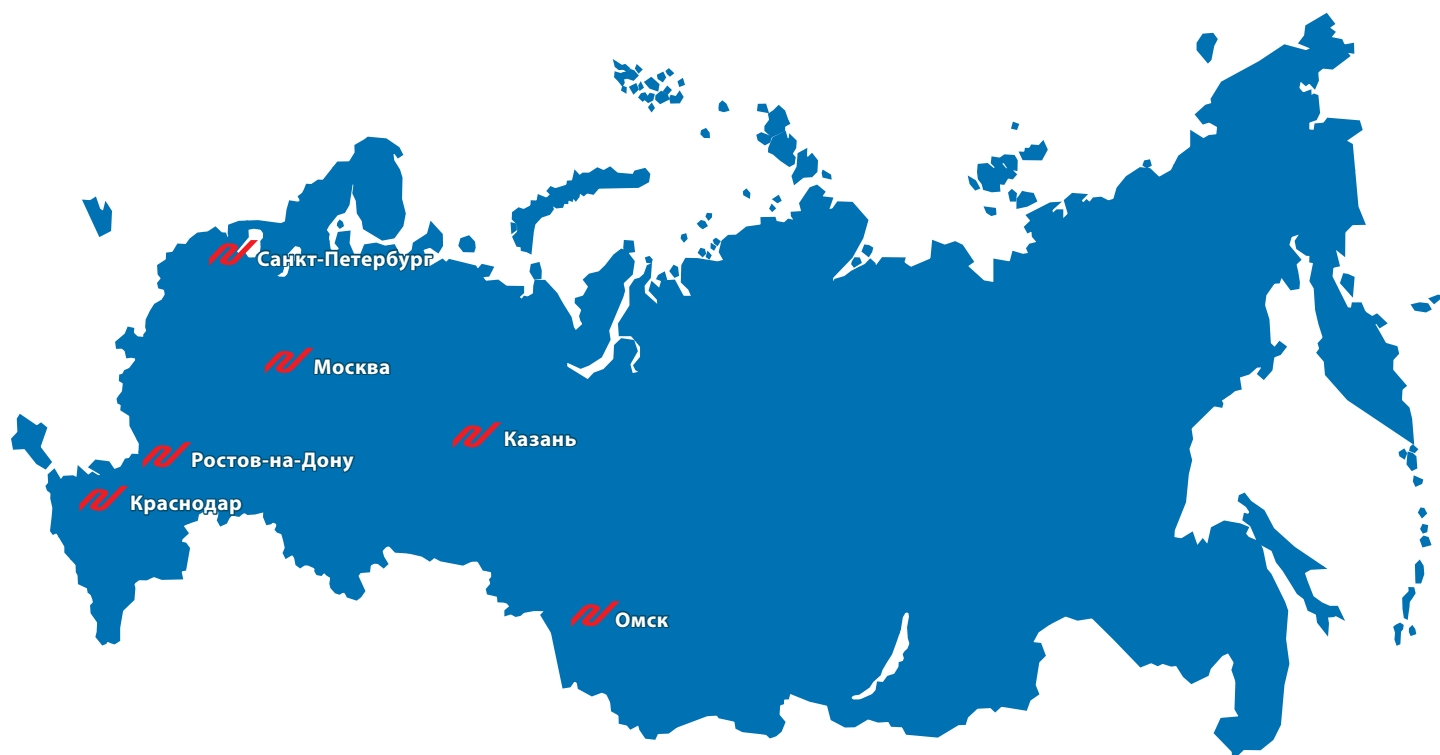 Санкт-Петербург
Москва
Казань
Ростов-на-Дону
Краснодар
Омск